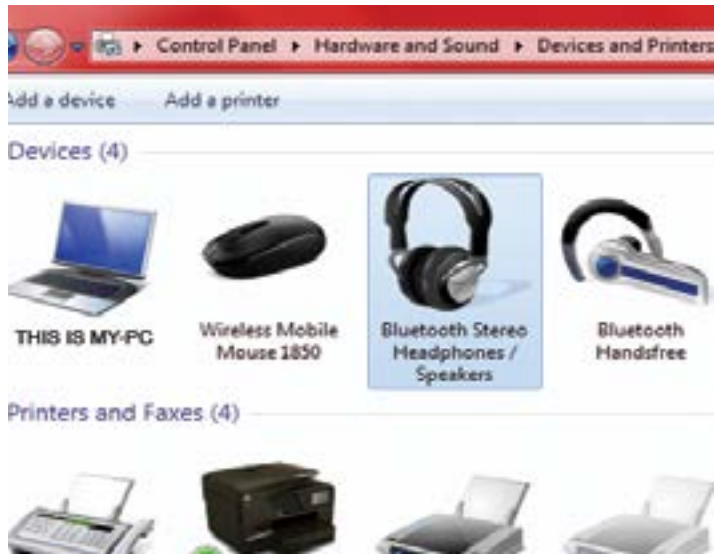 Control Panel ▸ Hardware and Sound ▸ Devices and Printers
Add a device Add a printer
Devices (4)
THIS IS MY-PC
Wireless Mobile
Mouse 1850
Bluetooth Stereo
Headphones /
Speakers
Bluetooth
Handsfree
Printers and Faxes (4)